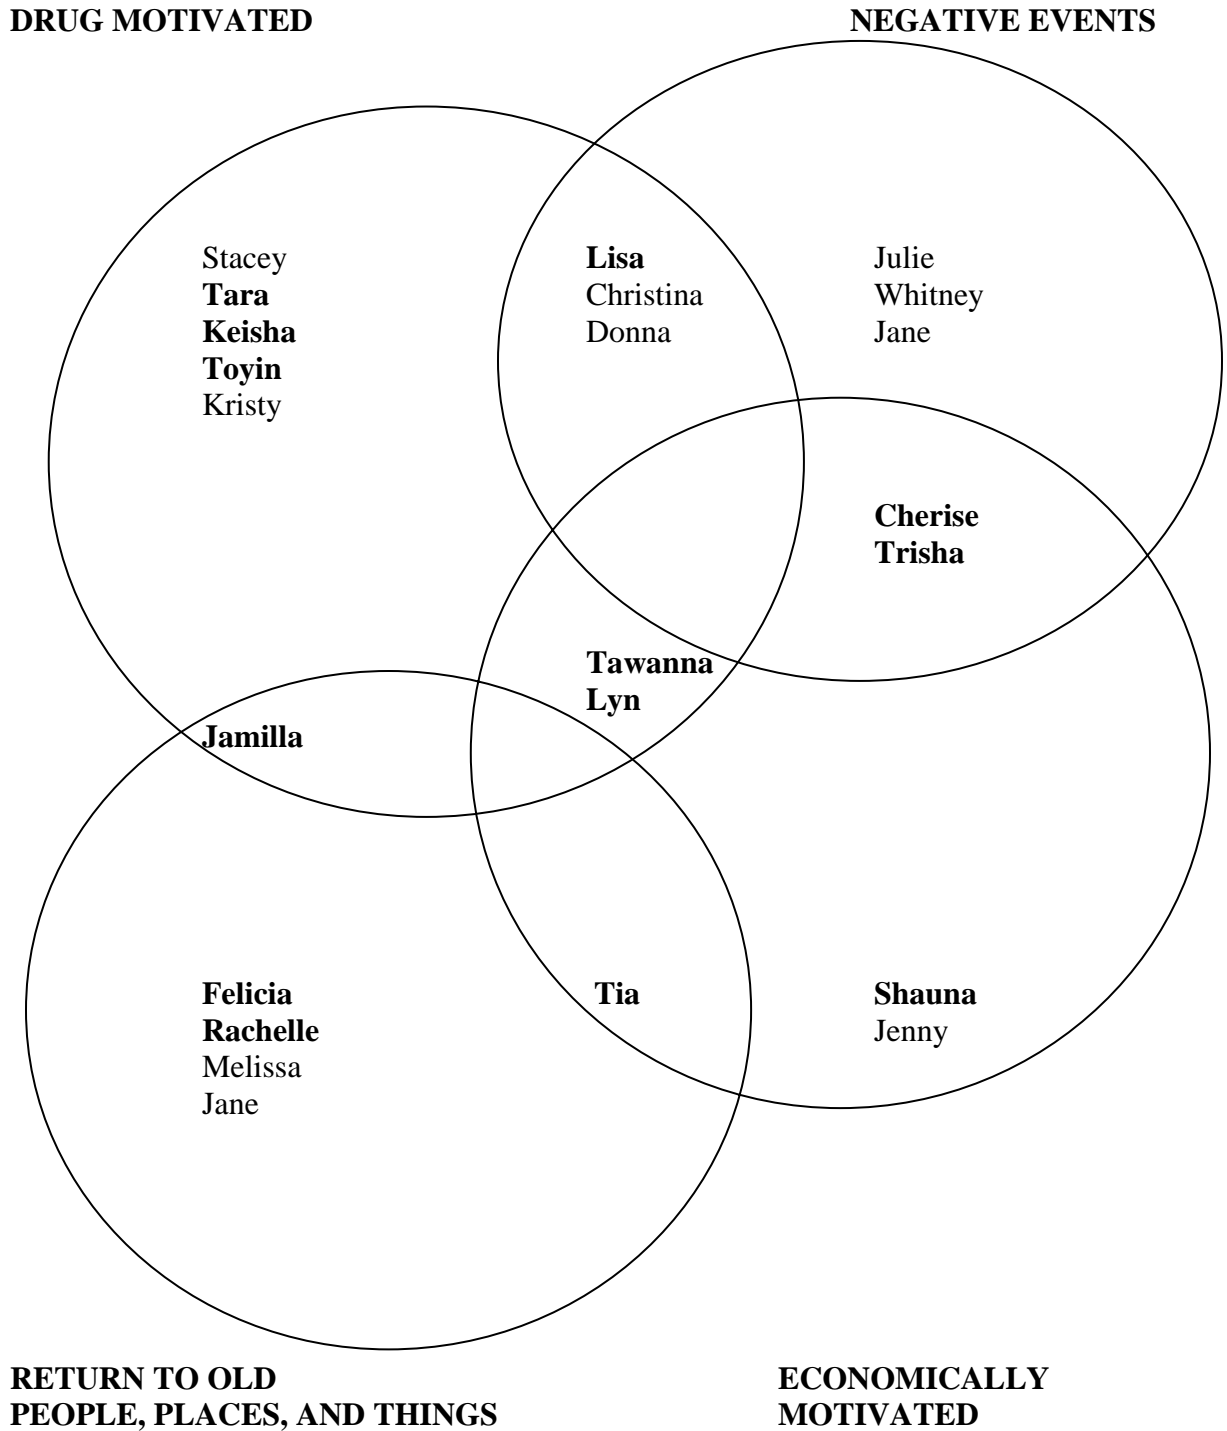 DRUG MOTIVATED
NEGATIVE EVENTS
Stacey
Tara
Keisha
Toyin
Kristy
Lisa
Christina
Donna
Julie
Whitney
Jane
Cherise
Trisha
Tawanna
Lyn
Jamilla
Felicia
Rachelle
Melissa
Jane
Tia
Shauna
Jenny
RETURN TO OLD
PEOPLE, PLACES, AND THINGS
ECONOMICALLY
MOTIVATED